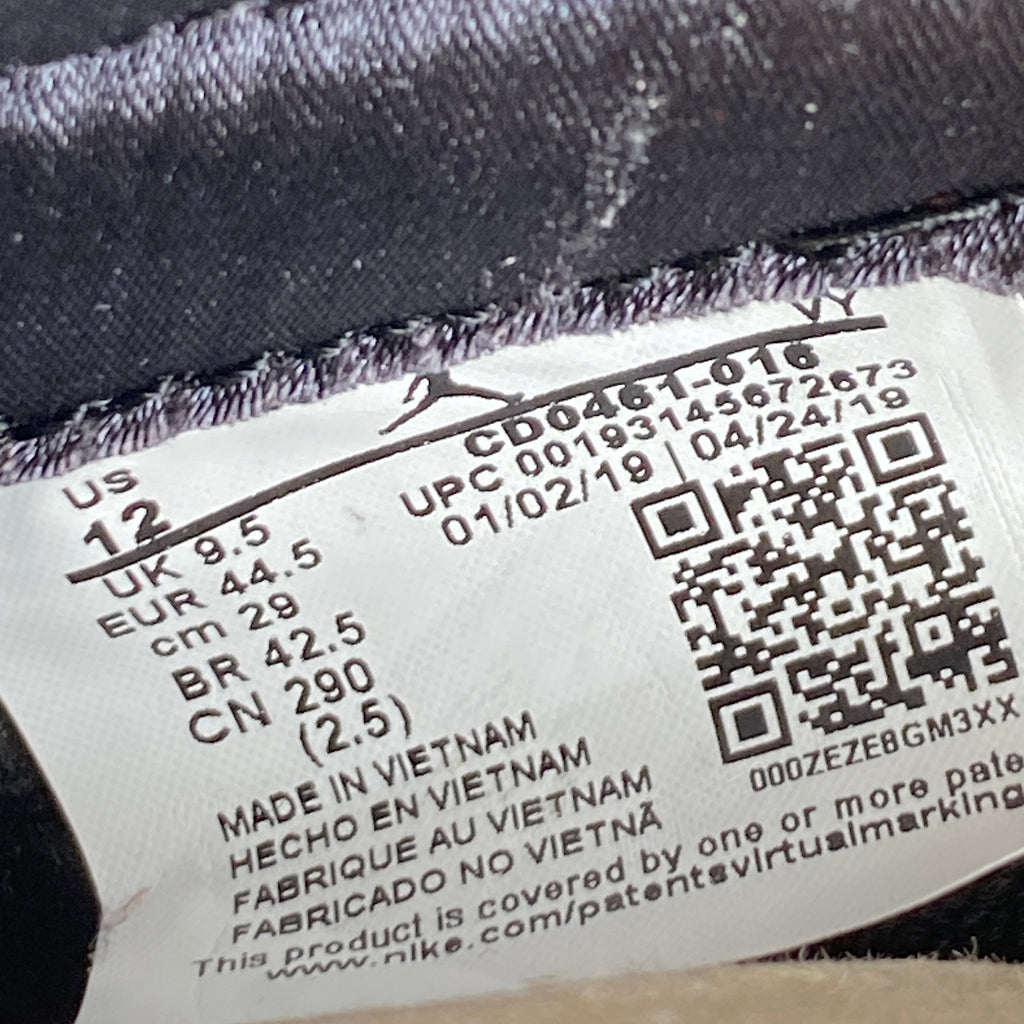 VY
CD0461-016
UPC 00193145672673
01/02/19 | 04/24/19
US
12
UK 9.5
EUR 44.5
cm 29
BR 42.5
CN 290
(2.5)
000ZEZE8GM3XX
MADE IN VIETNAM
HECHO EN VIETNAM
FABRIQUE AU VIETNAM
FABRICADO NO VIETNÃ
This product is covered by one or more pate
www.nike.com/patentsvirtualmarking